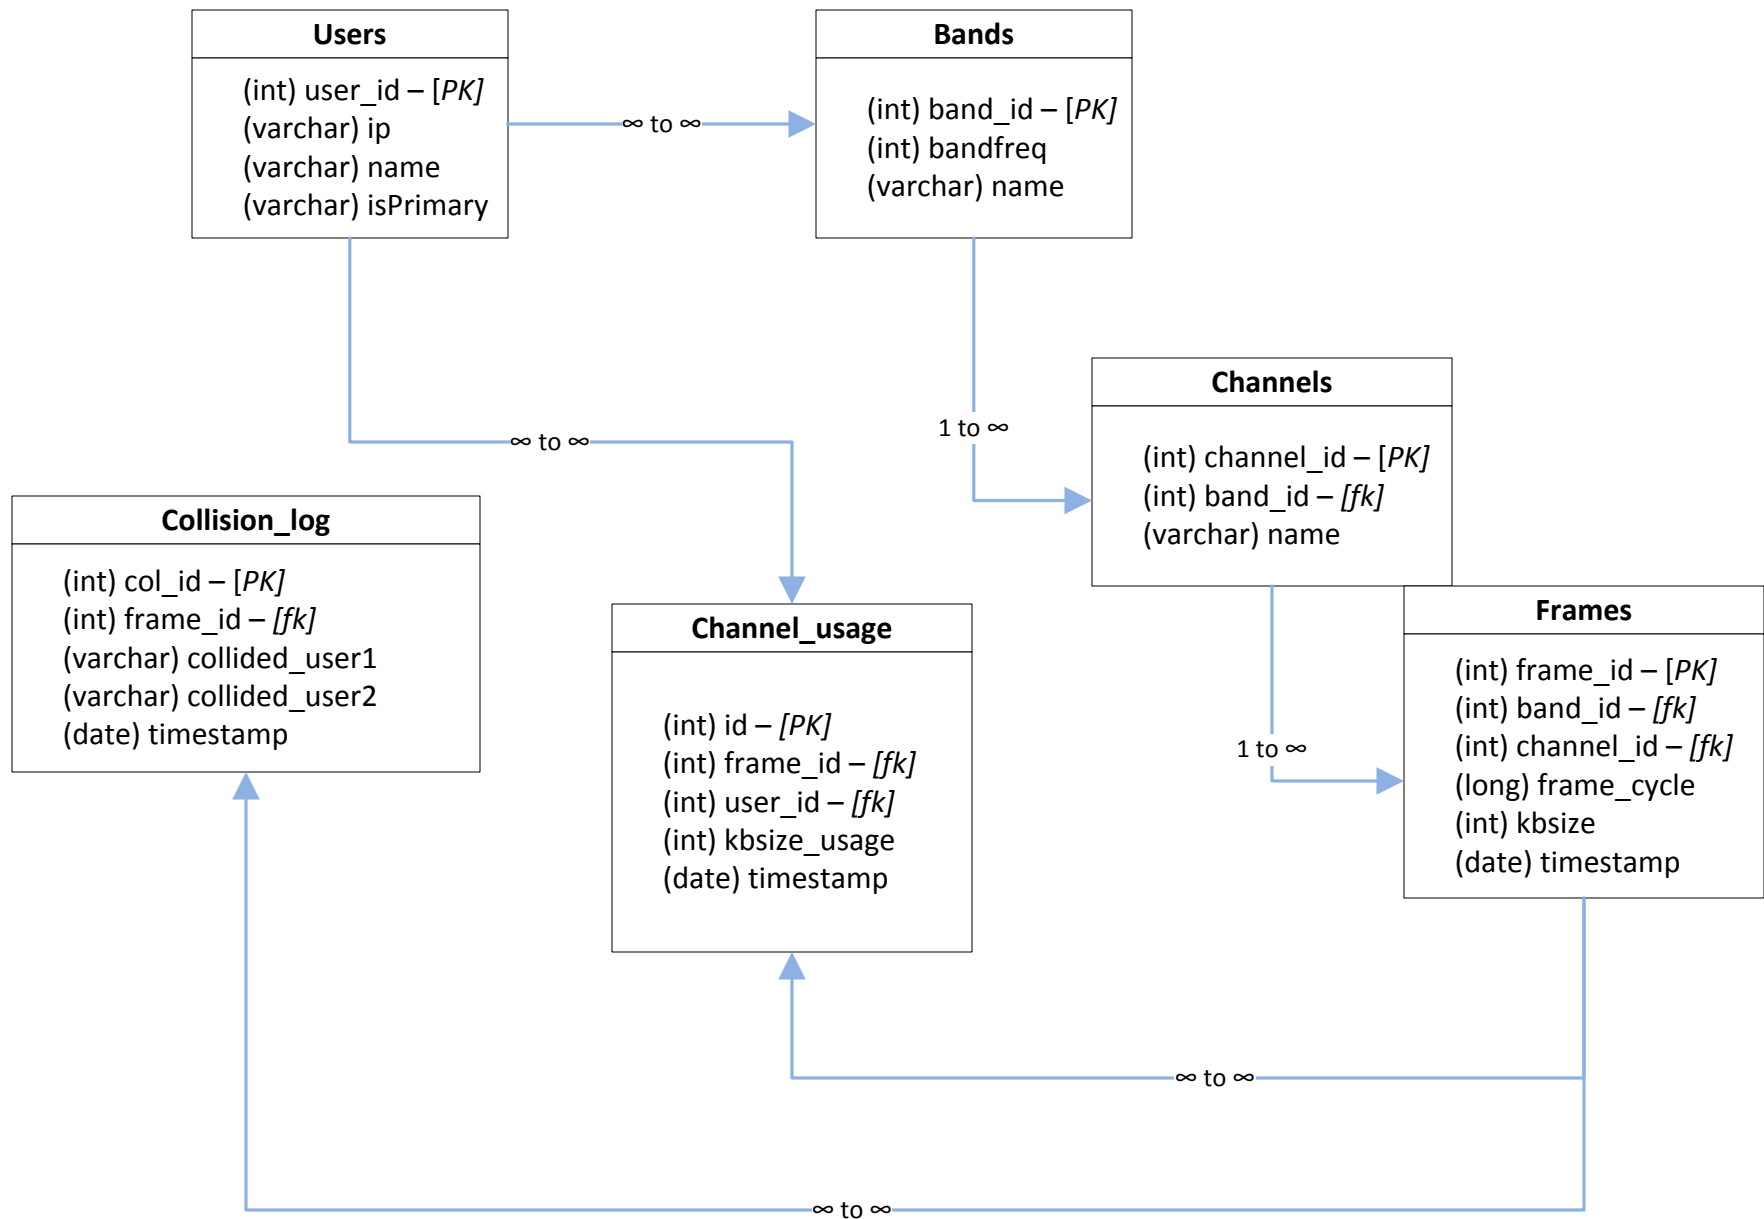 Users
(int) user_id – [PK]
(varchar) ip
(varchar) name
(varchar) isPrimary
∞ to ∞
Bands
(int) band_id – [PK]
(int) bandfreq
(varchar) name
1 to ∞
Channels
(int) channel_id – [PK]
(int) band_id – [fk]
(varchar) name
∞ to ∞
Collision_log
(int) col_id – [PK]
(int) frame_id – [fk]
(varchar) collided_user1
(varchar) collided_user2
(date) timestamp
Channel_usage
(int) id – [PK]
(int) frame_id – [fk]
(int) user_id – [fk]
(int) kbsize_usage
(date) timestamp
1 to ∞
Frames
(int) frame_id – [PK]
(int) band_id – [fk]
(int) channel_id – [fk]
(long) frame_cycle
(int) kbsize
(date) timestamp
∞ to ∞
∞ to ∞